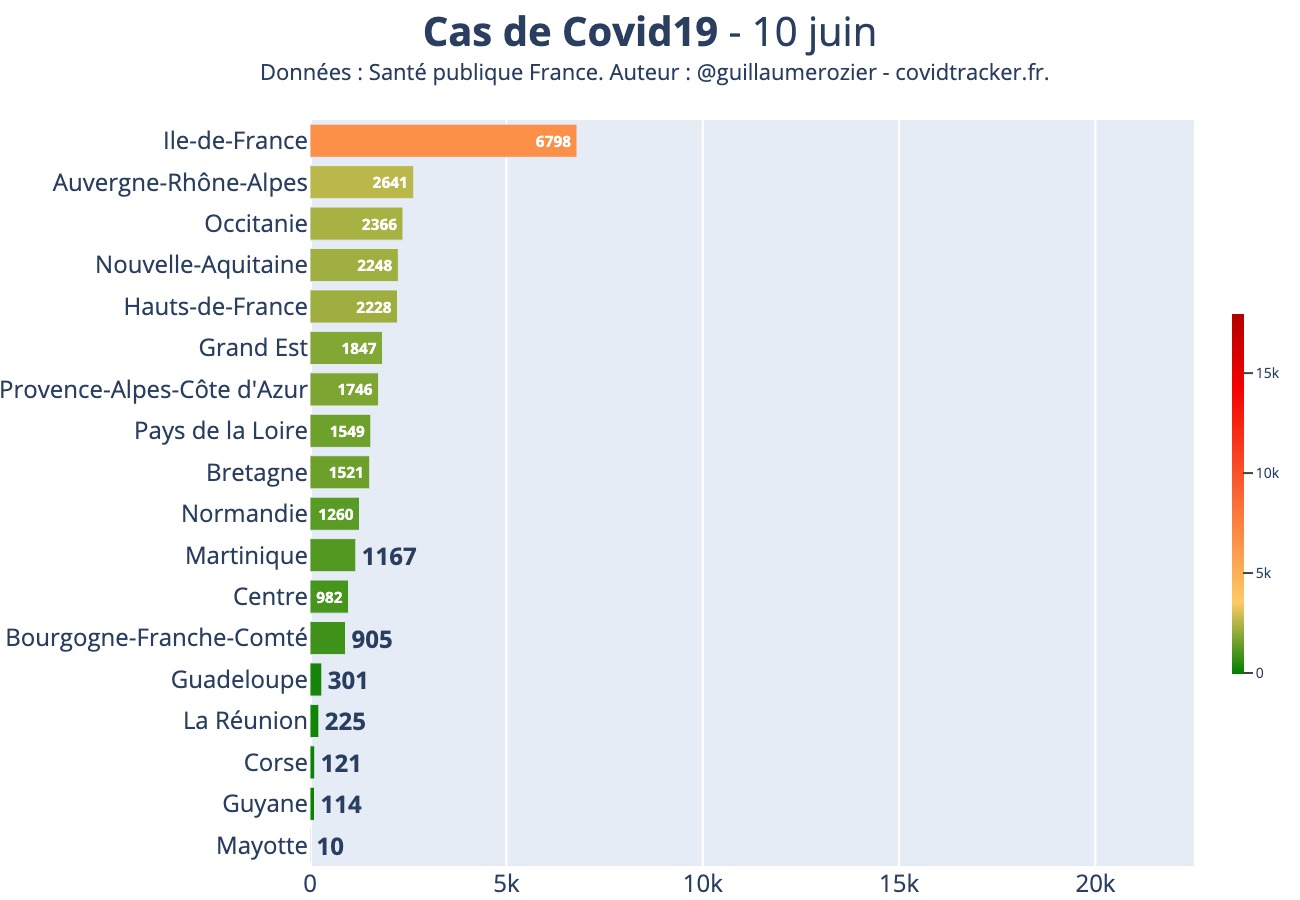 Cas de Covid19 - 10 juin
Données : Santé publique France. Auteur : @guillaumerozier - covidtracker.fr.
Ile-de-France 6798
Auvergne-Rhône-Alpes 2641
Occitanie 2366
Nouvelle-Aquitaine 2248
Hauts-de-France 2228
Grand Est 1847
Provence-Alpes-Côte d'Azur 1746
Pays de la Loire 1549
Bretagne 1521
Normandie 1260
Martinique 1167
Centre 982
Bourgogne-Franche-Comté 905
Guadeloupe 301
La Réunion 225
Corse 121
Guyane 114
Mayotte 10
0 5k 10k 15k 20k
15k
10k
5k
0